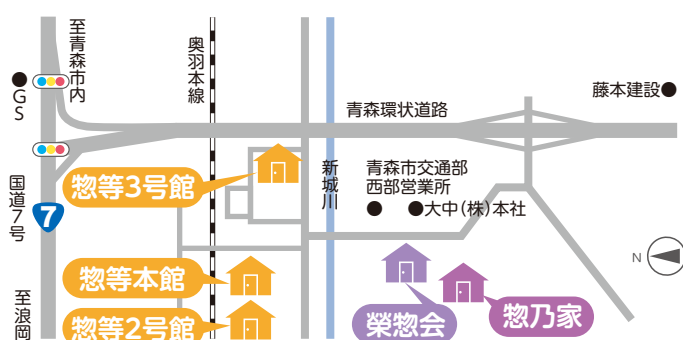 至青森市内
奥羽本線
GS
青森環状道路
藤本建設
惣等3号館
新城川
青森市交通部
西部営業所
大中(株)本社
国道7号
7
N
惣等本館
至浪岡
惣等2号館
榮惣会
惣乃家